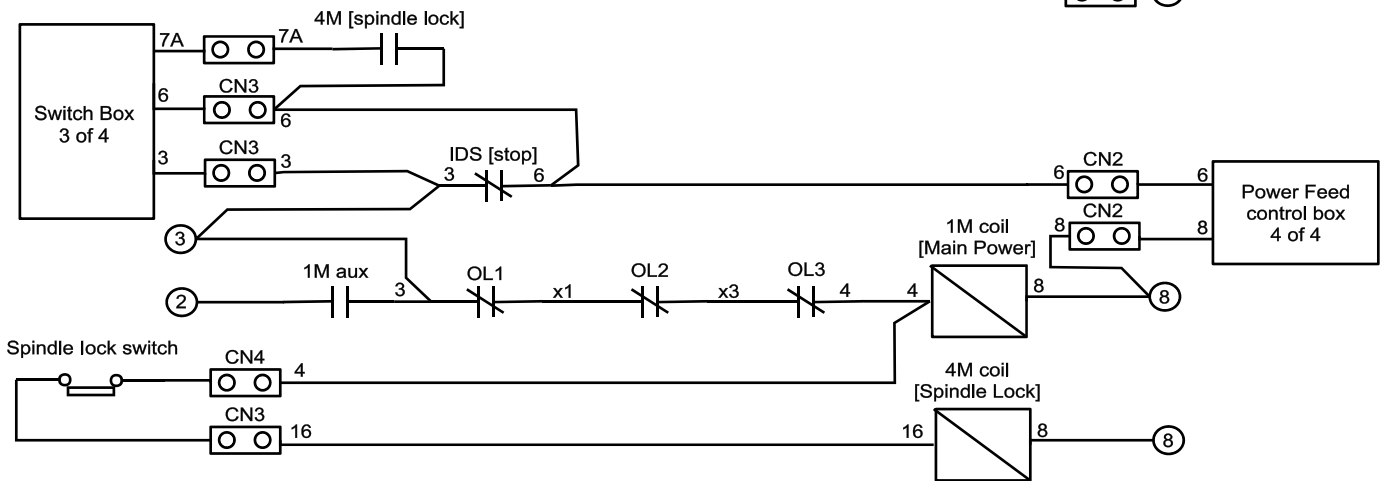 4M [spindle lock]
7A
7A
Switch Box
3 of 4
6
CN3
6
3
CN3
3
IDS [stop]
3
6
CN2
6
6
Power Feed
control box
4 of 4
CN2
8
8
3
1M coil
[Main Power]
2
1M aux
3
OL1
x1
OL2
x3
OL3
4
4
8
8
Spindle lock switch
CN4
4
CN3
16
4M coil
[Spindle Lock]
16
8
8